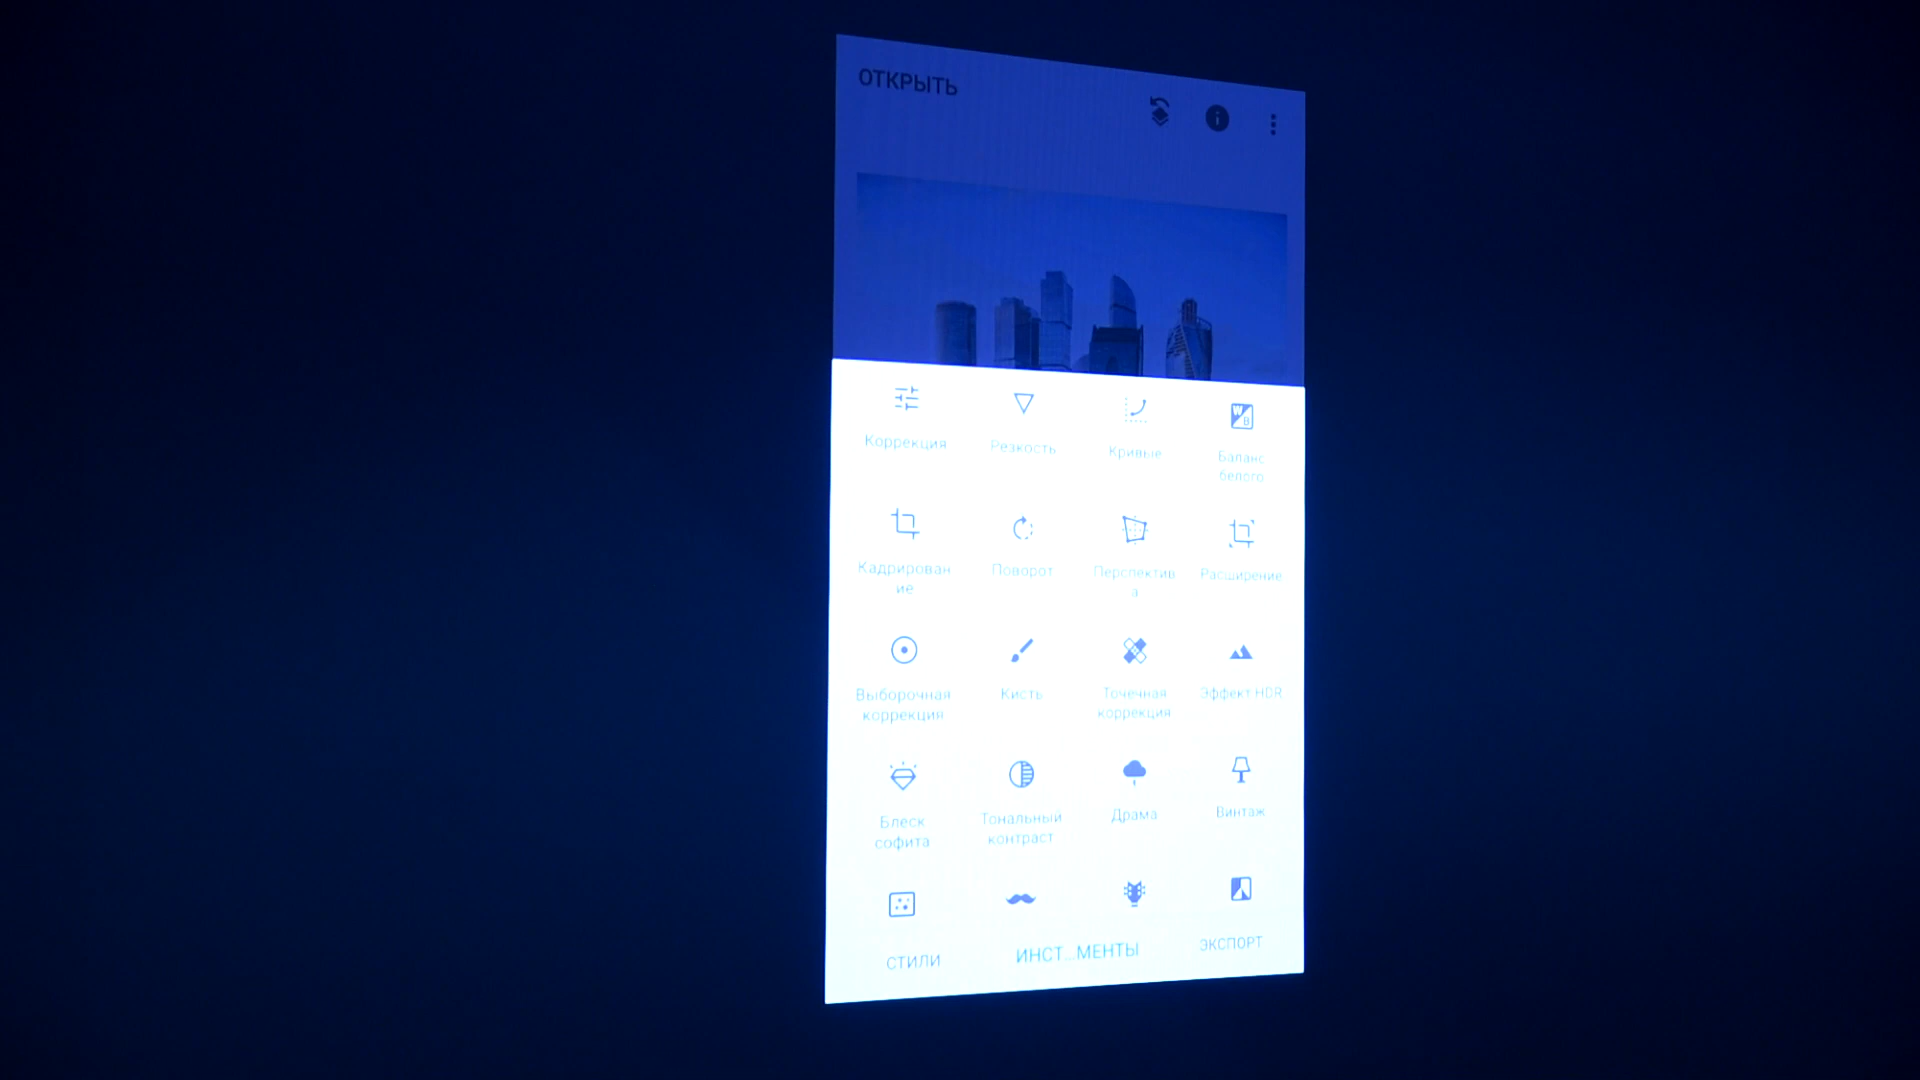 ОТКРЫТЬ
Коррекция
Резкость
Кривые
Баланс
белого
Кадрирован
ие
Поворот
Перспектив
а
Расширение
Выборочная
коррекция
Кисть
Точечная
коррекция
Эффект HDR
Блеск
софита
Тональный
контраст
Драма
Винтаж
СТИЛИ
ИНСТ...МЕНТЫ
ЭКСПОРТ